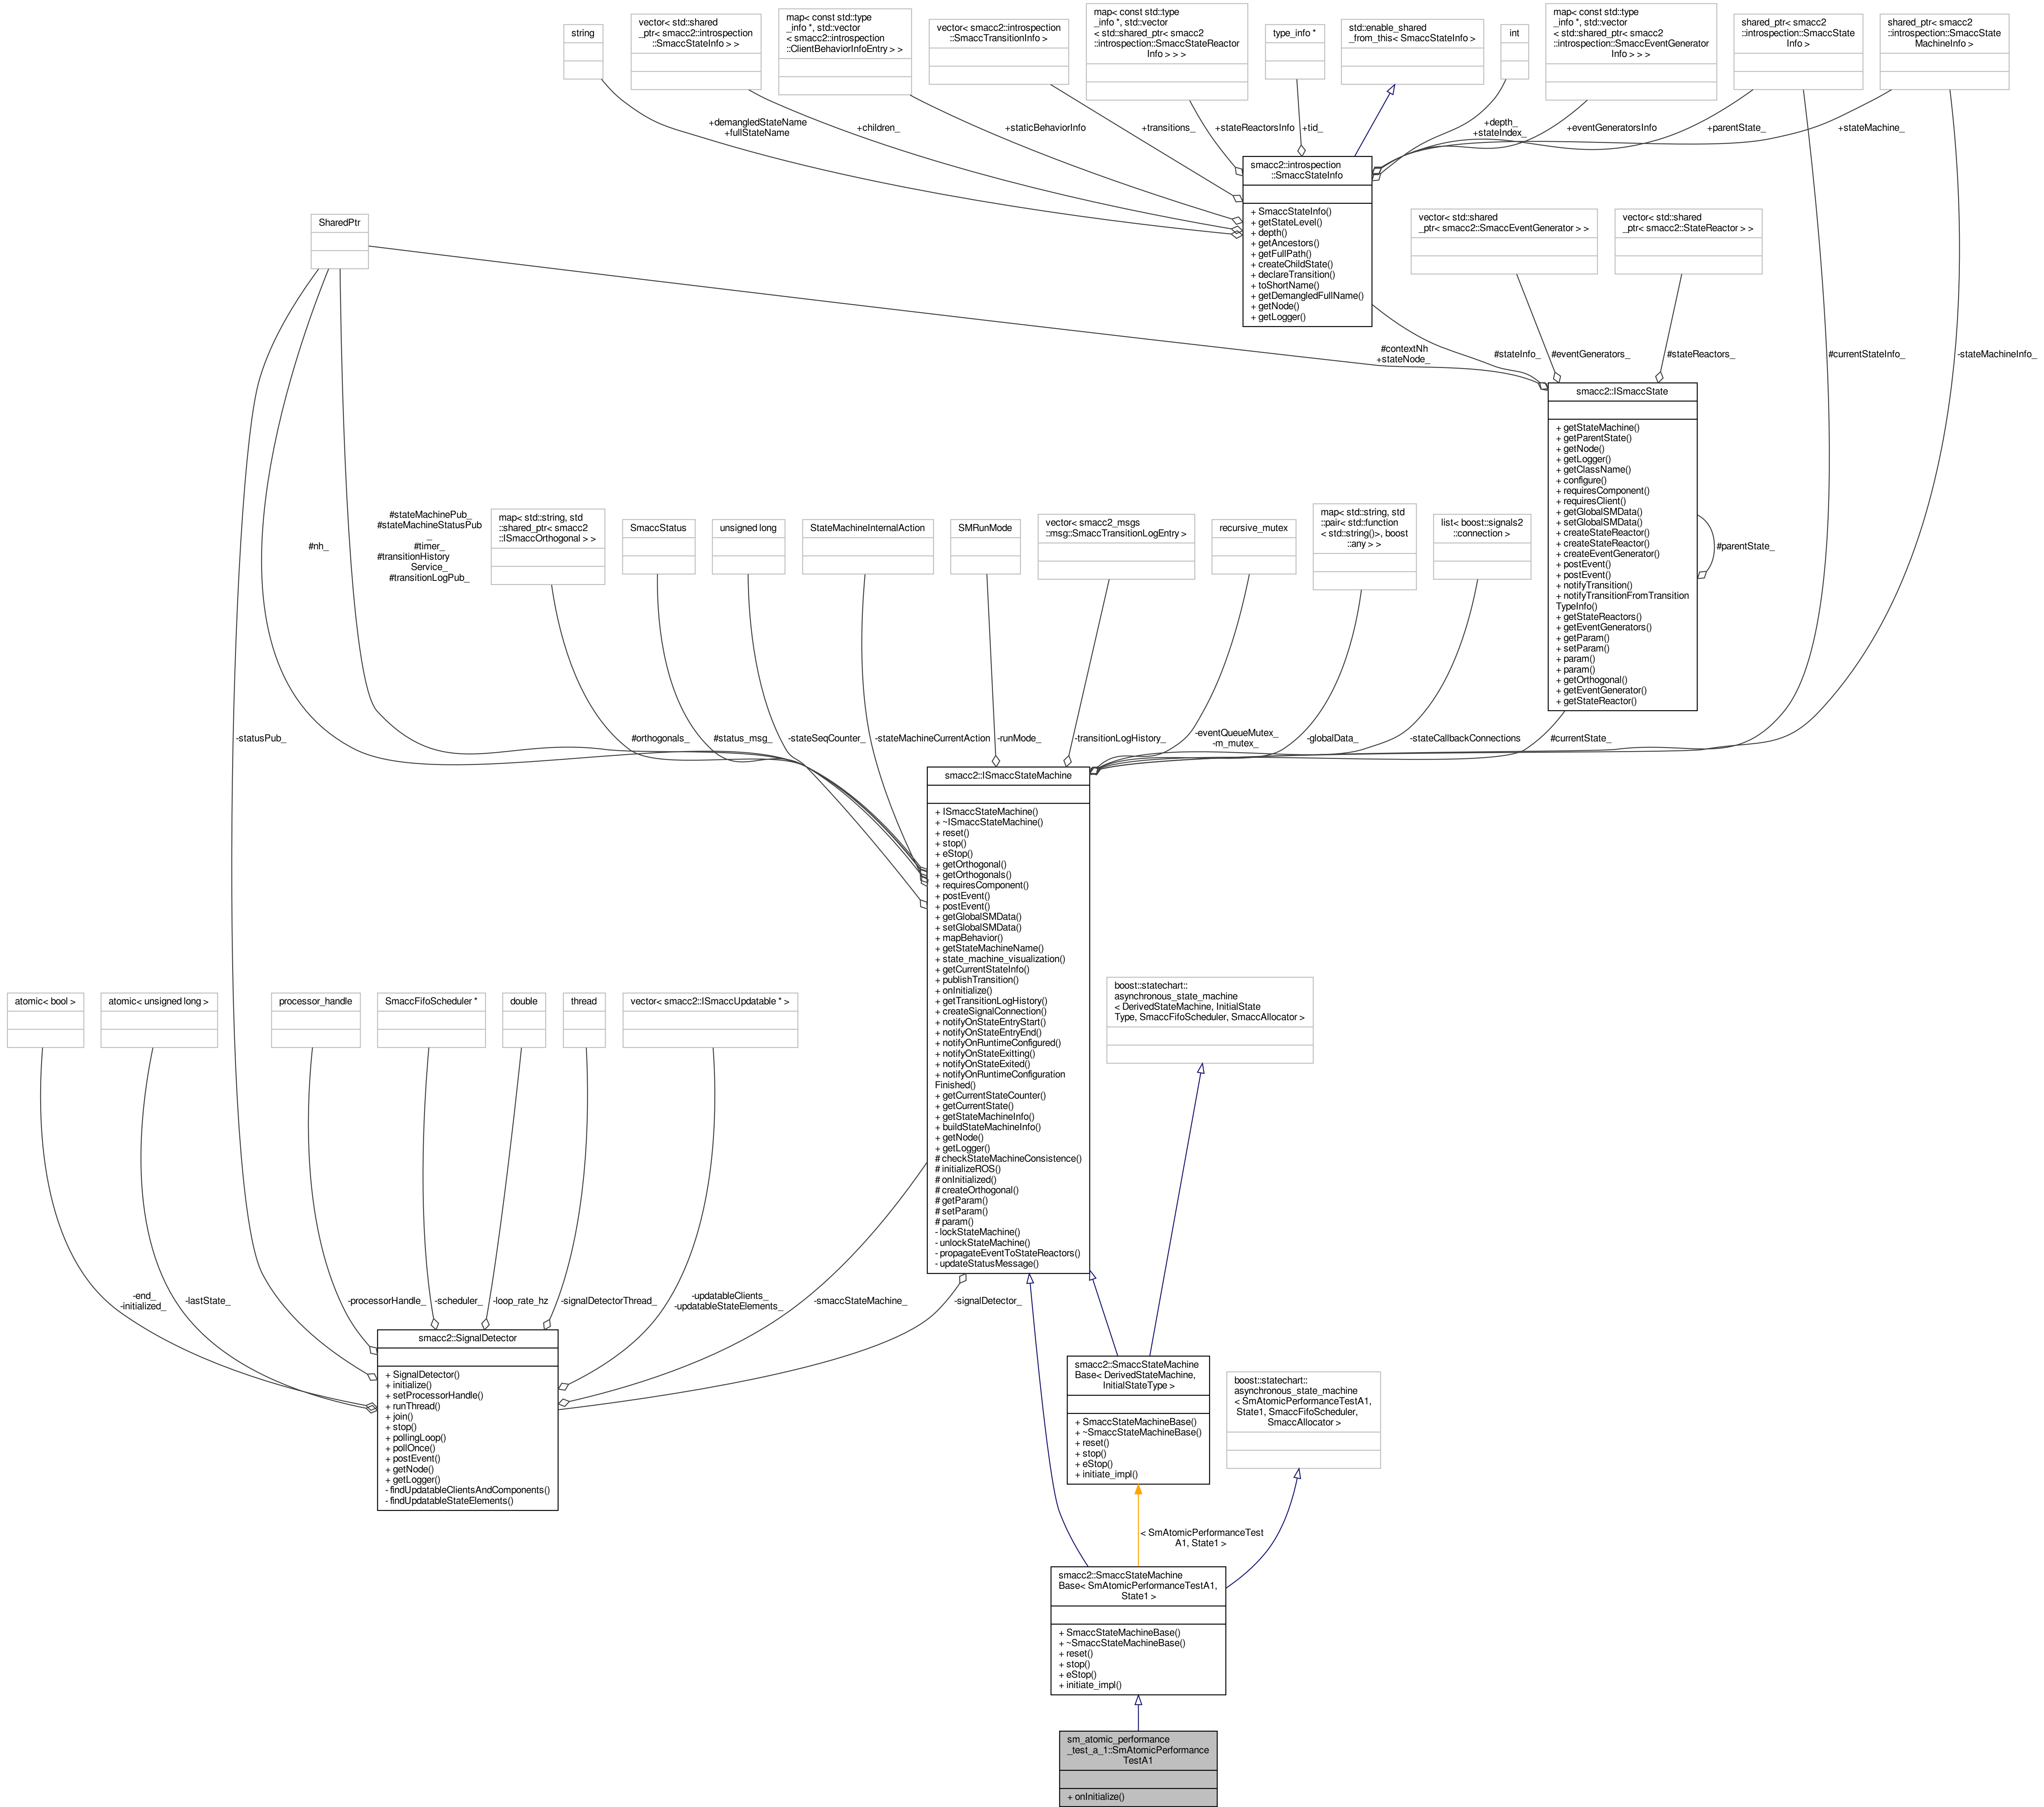 string
vector< std::shared
_ptr< smacc2::introspection
::SmaccStateInfo > >
map< const std::type
_info *, std::vector
< smacc2::introspection
::ClientBehaviorInfoEntry > >
vector< smacc2::introspection
::SmaccTransitionInfo >
map< const std::type
_info *, std::vector
< std::shared_ptr< smacc2
::introspection::SmaccStateReactor
Info > > >
type_info *
std::enable_shared
_from_this< SmaccStateInfo >
int
map< const std::type
_info *, std::vector
< std::shared_ptr< smacc2
::introspection::SmaccEventGenerator
Info > > >
shared_ptr< smacc2
::introspection::SmaccState
Info >
shared_ptr< smacc2
::introspection::SmaccState
MachineInfo >
+demangledStateName
+fullStateName
+children_
+staticBehaviorInfo
+transitions_
+stateReactorsInfo
+tid_
+depth_
+stateIndex_
+eventGeneratorsInfo
+parentState_
+stateMachine_
smacc2::introspection
::SmaccStateInfo
+ SmaccStateInfo()
+ getStateLevel()
+ depth()
+ getAncestors()
+ getFullPath()
+ createChildState()
+ declareTransition()
+ toShortName()
+ getDemangledFullName()
+ getNode()
+ getLogger()
SharedPtr
vector< std::shared
_ptr< smacc2::SmaccEventGenerator > >
vector< std::shared
_ptr< smacc2::StateReactor > >
#contextNh
+stateNode_
#stateInfo_
#eventGenerators_
#stateReactors_
#currentStateInfo_
-stateMachineInfo_
smacc2::ISmaccState
+ getStateMachine()
+ getParentState()
+ getNode()
+ getLogger()
+ getClassName()
+ configure()
+ requiresComponent()
+ requiresClient()
+ getGlobalSMData()
+ setGlobalSMData()
+ createStateReactor()
+ createStateReactor()
+ createEventGenerator()
+ postEvent()
+ postEvent()
+ notifyTransition()
+ notifyTransitionFromTransition
TypeInfo()
+ getStateReactors()
+ getEventGenerators()
+ getParam()
+ setParam()
+ param()
+ param()
+ getOrthogonal()
+ getEventGenerator()
+ getStateReactor()
#parentState_
#nh_
#stateMachinePub_
#stateMachineStatusPub
_
#timer_
#transitionHistory
Service_
#transitionLogPub_
map< std::string, std
::shared_ptr< smacc2
::ISmaccOrthogonal > >
SmaccStatus
unsigned long
StateMachineInternalAction
SMRunMode
vector< smacc2_msgs
::msg::SmaccTransitionLogEntry >
recursive_mutex
map< std::string, std
::pair< std::function
< std::string()>, boost
::any > >
list< boost::signals2
::connection >
-statusPub_
#orthogonals_
#status_msg_
-stateSeqCounter_
-stateMachineCurrentAction
-runMode_
-transitionLogHistory_
-eventQueueMutex_
-m_mutex_
-globalData_
-stateCallbackConnections
#currentState_
smacc2::ISmaccStateMachine
+ ISmaccStateMachine()
+ ~ISmaccStateMachine()
+ reset()
+ stop()
+ eStop()
+ getOrthogonal()
+ getOrthogonals()
+ requiresComponent()
+ postEvent()
+ postEvent()
+ getGlobalSMData()
+ setGlobalSMData()
+ mapBehavior()
+ getStateMachineName()
+ state_machine_visualization()
+ getCurrentStateInfo()
+ publishTransition()
+ onInitialize()
+ getTransitionLogHistory()
+ createSignalConnection()
+ notifyOnStateEntryStart()
+ notifyOnStateEntryEnd()
+ notifyOnRuntimeConfigured()
+ notifyOnStateExitting()
+ notifyOnStateExited()
+ notifyOnRuntimeConfiguration
Finished()
+ getCurrentStateCounter()
+ getCurrentState()
+ getStateMachineInfo()
+ buildStateMachineInfo()
+ getNode()
+ getLogger()
# checkStateMachineConsistence()
# initializeROS()
# onInitialized()
# createOrthogonal()
# getParam()
# setParam()
# param()
- lockStateMachine()
- unlockStateMachine()
- propagateEventToStateReactors()
- updateStatusMessage()
atomic< bool >
atomic< unsigned long >
processor_handle
SmaccFifoScheduler *
double
thread
vector< smacc2::ISmaccUpdatable * >
boost::statechart::
asynchronous_state_machine
< DerivedStateMachine, InitialState
Type, SmaccFifoScheduler, SmaccAllocator >
-end_
-initialized_
-lastState_
-processorHandle_
-scheduler_
-loop_rate_hz
-signalDetectorThread_
-updatableClients_
-updatableStateElements_
-smaccStateMachine_
-signalDetector_
smacc2::SignalDetector
+ SignalDetector()
+ initialize()
+ setProcessorHandle()
+ runThread()
+ join()
+ stop()
+ pollingLoop()
+ pollOnce()
+ postEvent()
+ getNode()
+ getLogger()
- findUpdatableClientsAndComponents()
- findUpdatableStateElements()
smacc2::SmaccStateMachine
Base< DerivedStateMachine,
InitialStateType >
+ SmaccStateMachineBase()
+ ~SmaccStateMachineBase()
+ reset()
+ stop()
+ eStop()
+ initiate_impl()
boost::statechart::
asynchronous_state_machine
< SmAtomicPerformanceTestA1,
State1, SmaccFifoScheduler,
SmaccAllocator >
< SmAtomicPerformanceTest
A1, State1 >
smacc2::SmaccStateMachine
Base< SmAtomicPerformanceTestA1,
State1 >
+ SmaccStateMachineBase()
+ ~SmaccStateMachineBase()
+ reset()
+ stop()
+ eStop()
+ initiate_impl()
sm_atomic_performance
_test_a_1::SmAtomicPerformance
TestA1
+ onInitialize()